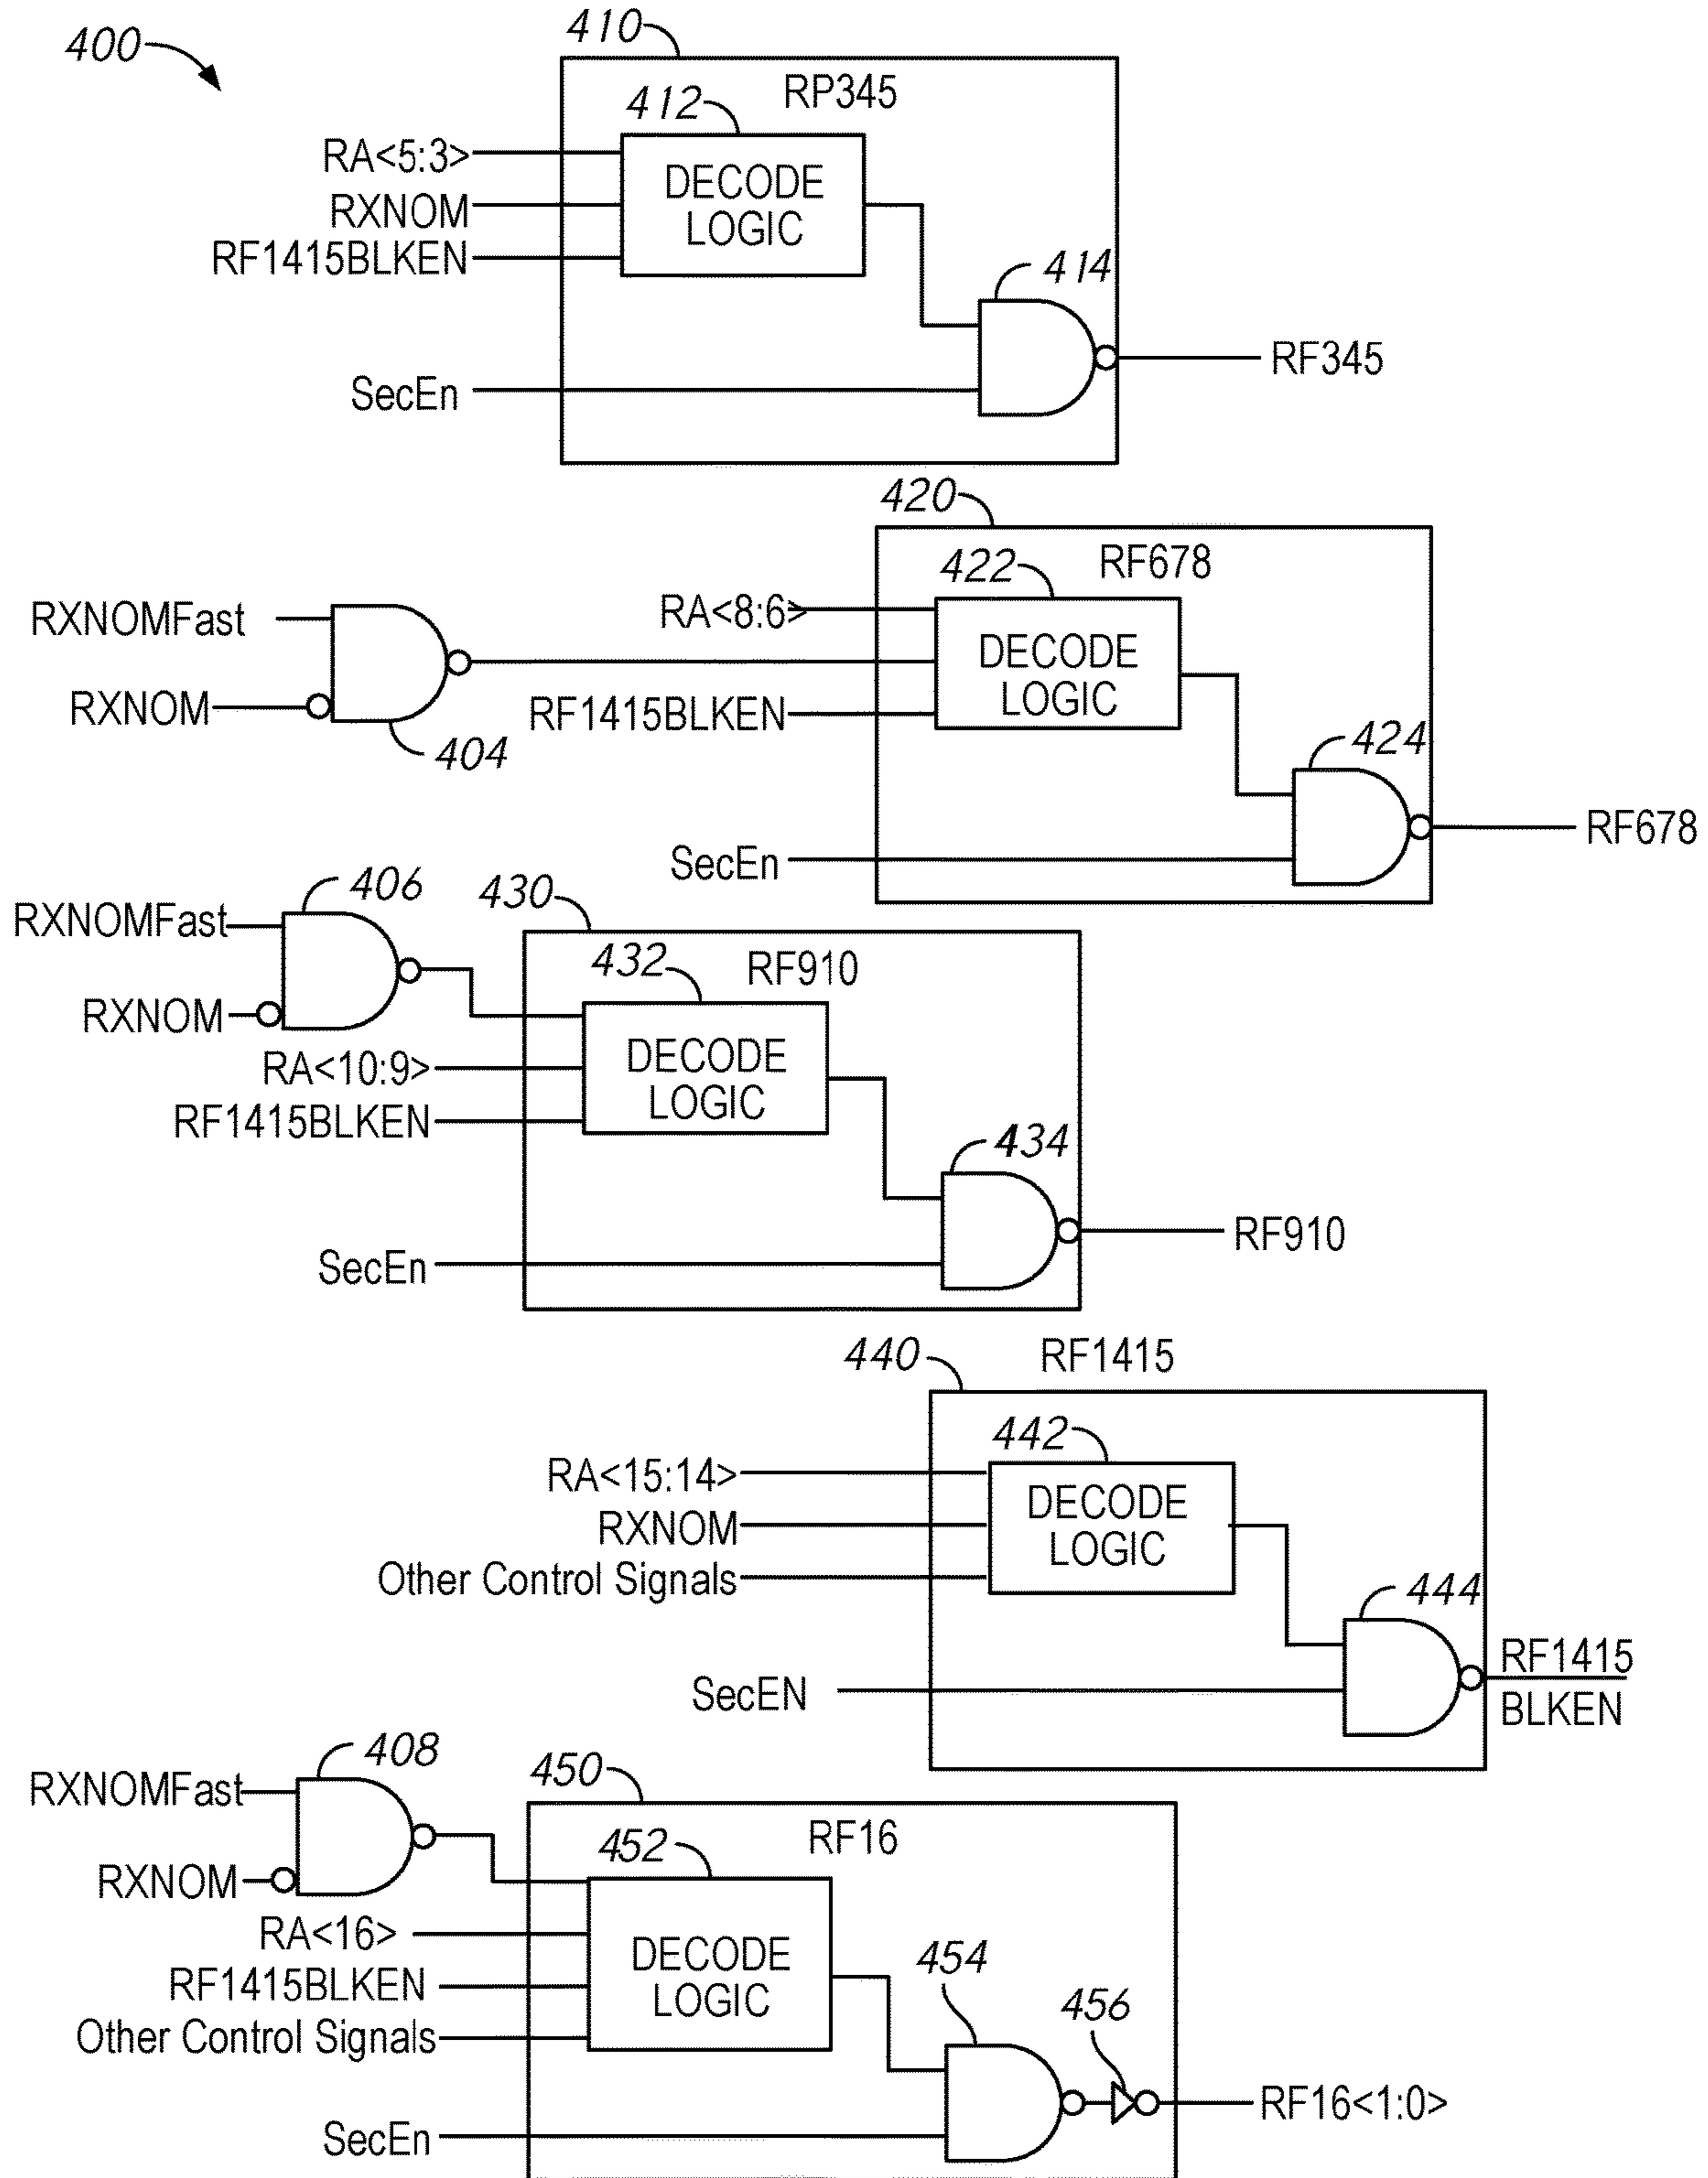 400
410
RP345
412
RA<5:3>
RXNOM
RF1415BLKEN
DECODE
LOGIC
414
SecEn
RF345
420
RF678
422
RXNOMFast
RXNOM
404
RA<8:6>
RF1415BLKEN
DECODE
LOGIC
424
SecEn
RF678
406
430
RXNOMFast
RXNOM
432
RF910
RA<10:9>
RF1415BLKEN
DECODE
LOGIC
434
SecEn
RF910
440
RF1415
442
RA<15:14>
RXNOM
Other Control Signals
DECODE
LOGIC
444
SecEN
RF1415
BLKEN
408
RXNOMFast
RXNOM
450
RF16
452
RA<16>
RF1415BLKEN
Other Control Signals
DECODE
LOGIC
454
456
SecEn
RF16<1:0>